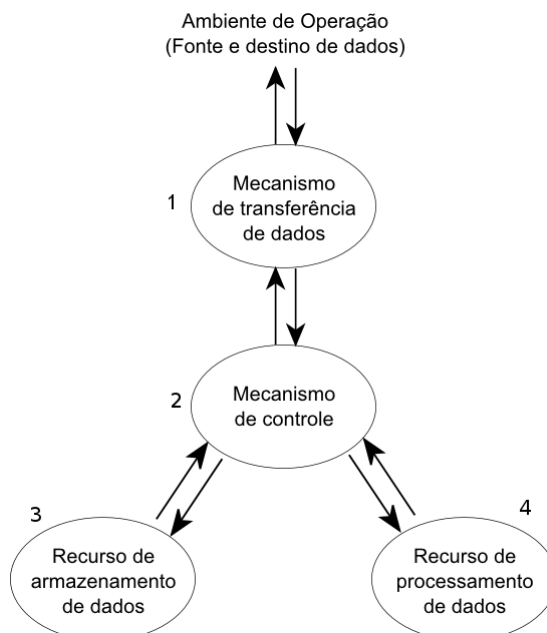 Ambiente de Operação
(Fonte e destino de dados)
1
Mecanismo
de transferência
de dados
2
Mecanismo
de controle
3
Recurso de
armazenamento
de dados
4
Recurso de
processamento
de dados